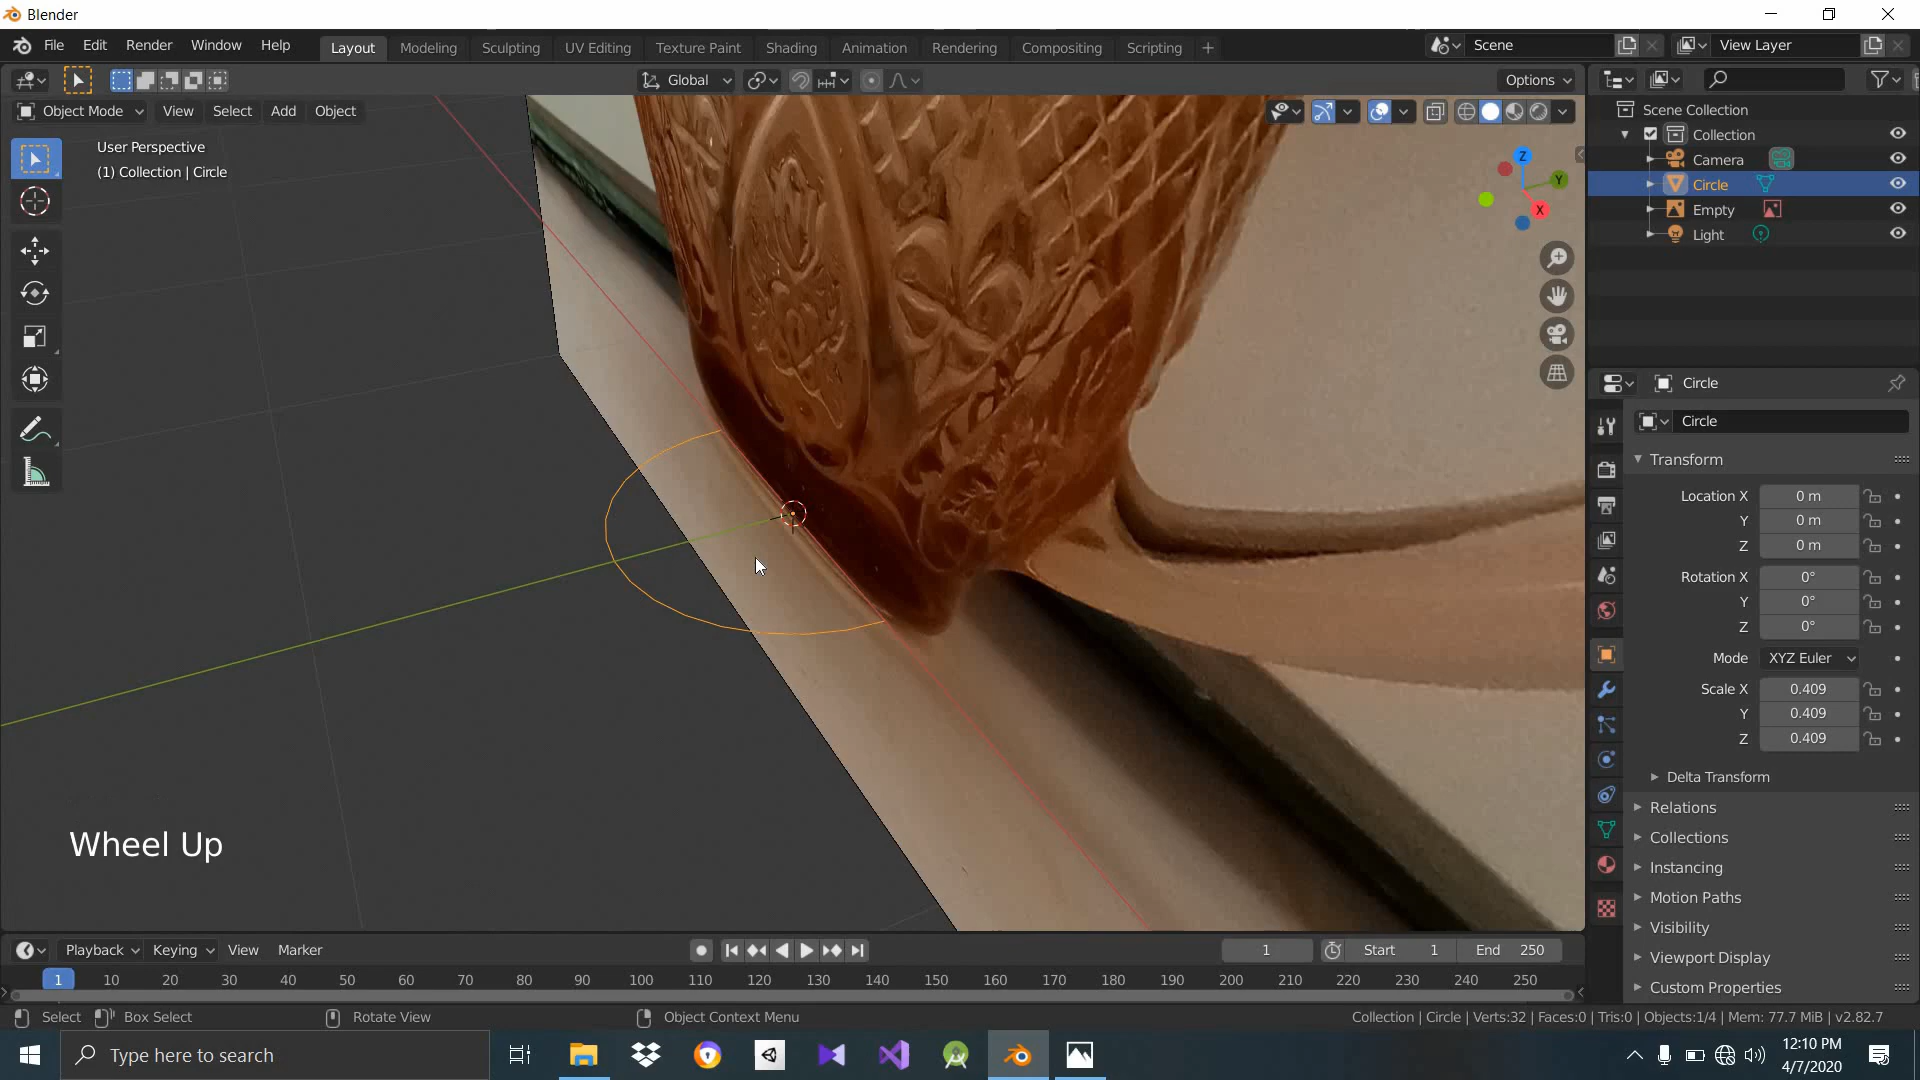 Blender
File Edit Render Window Help
Layout Modeling Sculpting UV Editing Texture Paint Shading Animation Rendering Compositing Scripting +
Scene
View Layer
Global
Options
Object Mode View Select Add Object
User Perspective
(1) Collection | Circle
Z
Y
X
Scene Collection
Collection
Camera
Circle
Empty
Light
Circle
Circle
Transform
Location X 0 m
Y 0 m
Z 0 m
Rotation X 0°
Y 0°
Z 0°
Mode XYZ Euler
Scale X 0.409
Y 0.409
Z 0.409
Delta Transform
Relations
Collections
Instancing
Motion Paths
Visibility
Viewport Display
Custom Properties
Wheel Up
Playback Keying View Marker
1 Start 1 End 250
1 10 20 30 40 50 60 70 80 90 100 110 120 130 140 150 160 170 180 190 200 210 220 230 240 250
Select Box Select Rotate View Object Context Menu
Collection | Circle | Verts:32 | Faces:0 | Tris:0 | Objects:1/4 | Mem: 77.7 MiB | v2.82.7
Type here to search
12:10 PM
4/7/2020